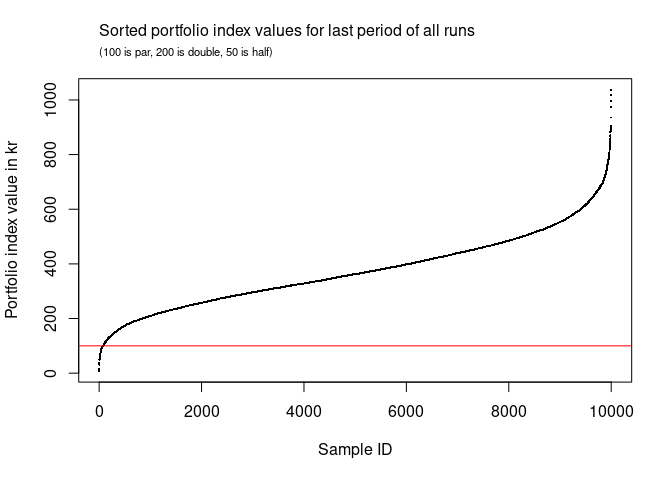 Sorted portfolio index values for last period of all runs
(100 is par, 200 is double, 50 is half)
Portfolio index value in kr
1000
800
600
400
200
0
0 2000 4000 6000 8000 10000
Sample ID